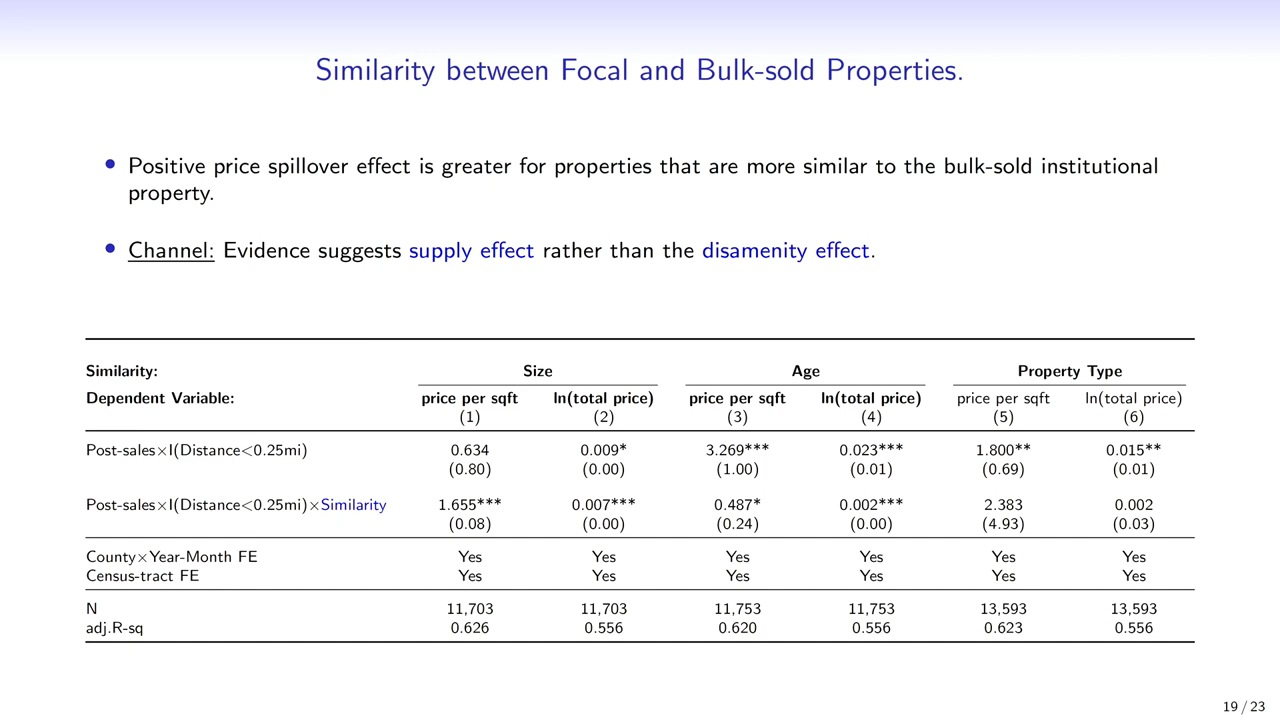 Similarity between Focal and Bulk-sold Properties.
• Positive price spillover effect is greater for properties that are more similar to the bulk-sold institutional
property.
• Channel: Evidence suggests supply effect rather than the disamenity effect.
Similarity: Size Age Property Type
Dependent Variable: price per sqft ln(total price) price per sqft ln(total price) price per sqft ln(total price)
(1) (2) (3) (4) (5) (6)
Post-sales×I(Distance<0.25mi) 0.634 0.009* 3.269*** 0.023*** 1.800** 0.015**
(0.80) (0.00) (1.00) (0.01) (0.69) (0.01)
Post-sales×I(Distance<0.25mi)×Similarity 1.655*** 0.007*** 0.487* 0.002*** 2.383 0.002
(0.08) (0.00) (0.24) (0.00) (4.93) (0.03)
County×Year-Month FE Yes Yes Yes Yes Yes Yes
Census-tract FE Yes Yes Yes Yes Yes Yes
N 11,703 11,703 11,753 11,753 13,593 13,593
adj.R-sq 0.626 0.556 0.620 0.556 0.623 0.556
19 / 23